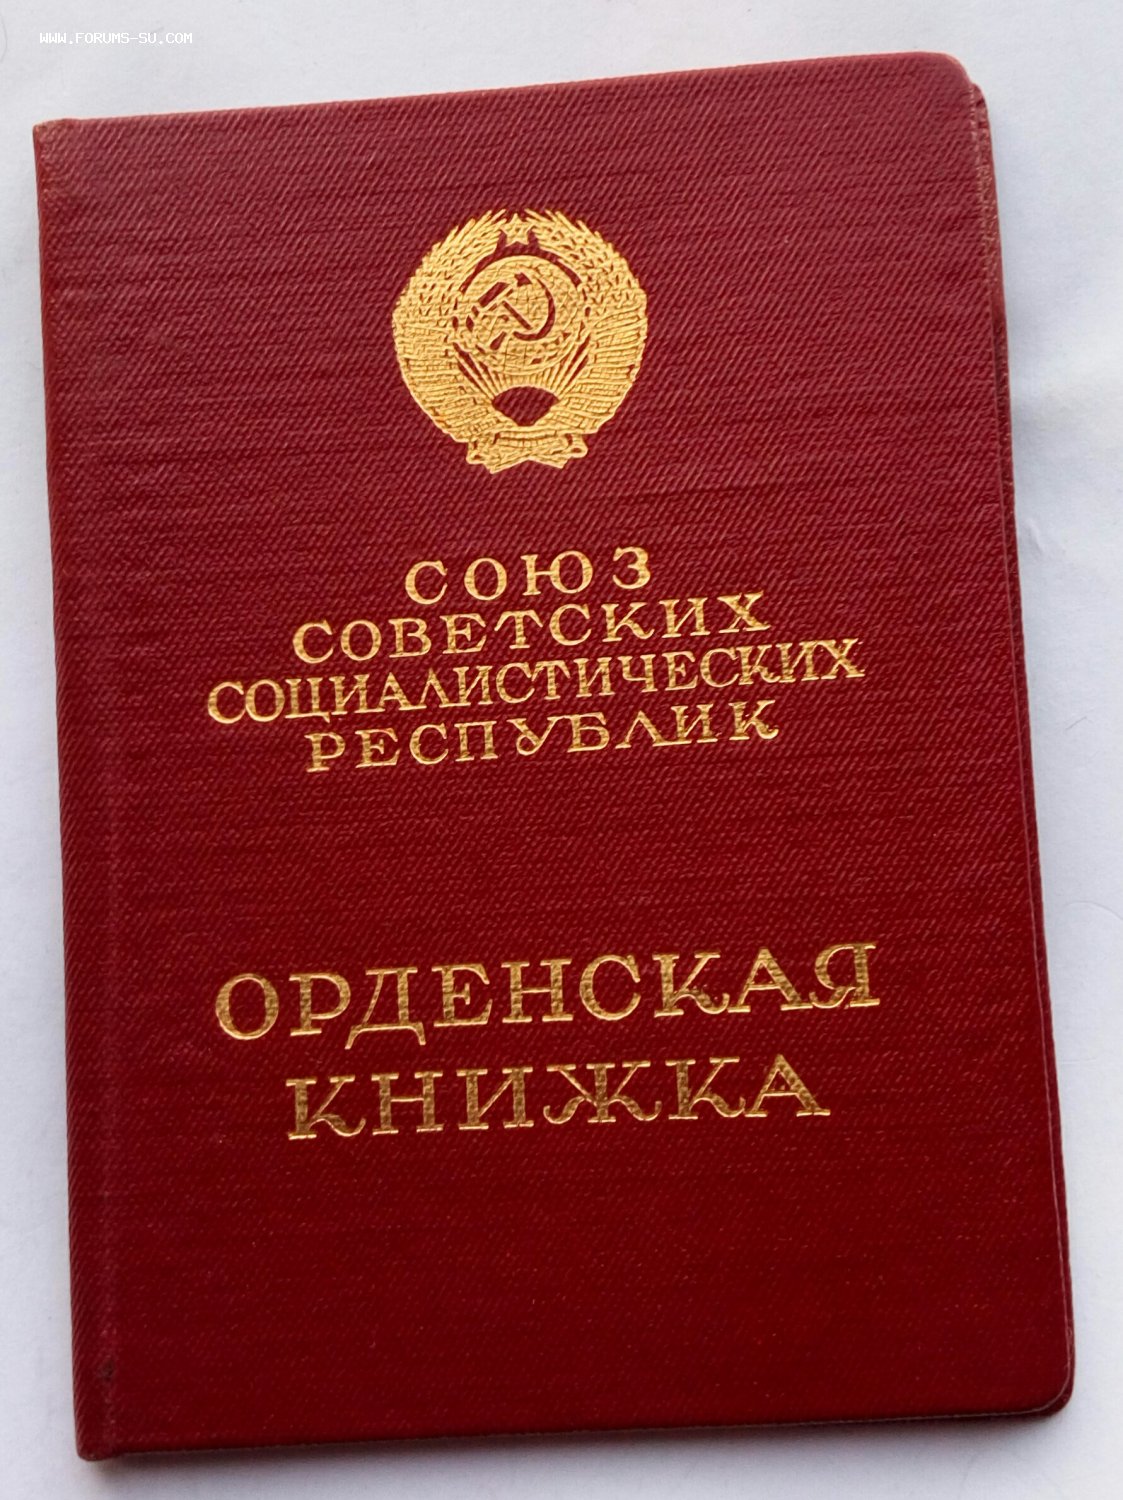 WWW.FORUMS-SU.COM
СОЮЗ
СОВЕТСКИХ
СОЦИАЛИСТИЧЕСКИХ
РЕСПУБЛИК
ОРДЕНСКАЯ
КНИЖКА